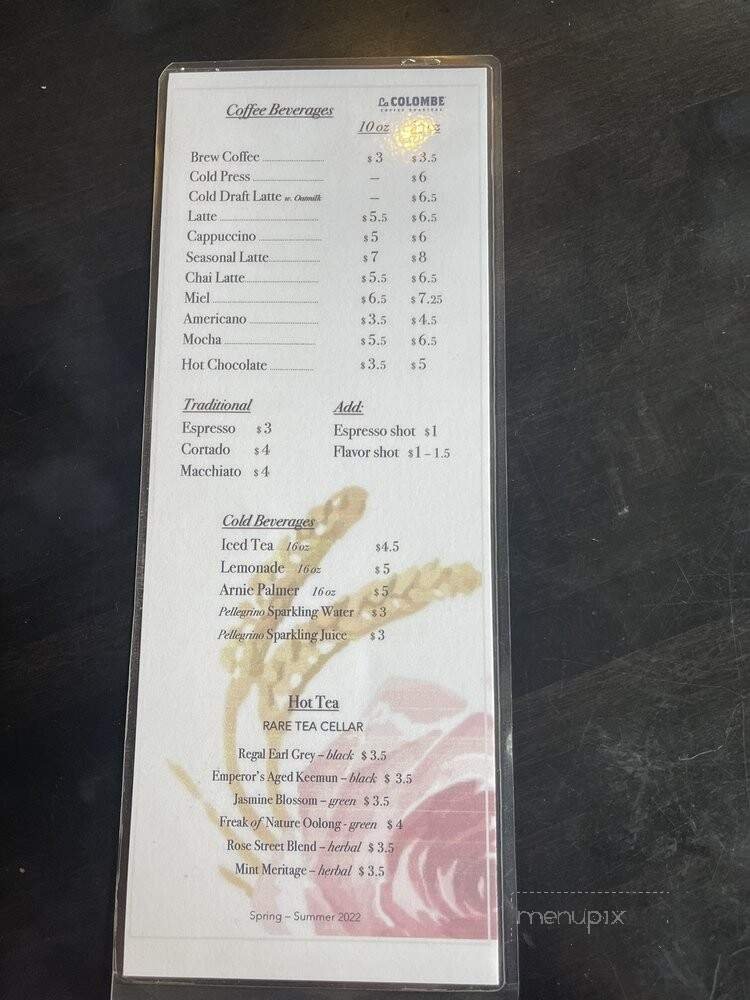 Coffee Beverages
La COLOMBE
COFFEE ROASTERS
10 oz oz
Brew Coffee $3 $3.5
Cold Press – $6
Cold Draft Latte w. Oatmilk – $6.5
Latte $5.5 $6.5
Cappuccino $5 $6
Seasonal Latte $7 $8
Chai Latte $5.5 $6.5
Miel $6.5 $7.25
Americano $3.5 $4.5
Mocha $5.5 $6.5
Hot Chocolate $3.5 $5
Traditional
Espresso $3
Cortado $4
Macchiato $4
Add:
Espresso shot $1
Flavor shot $1 – 1.5
Cold Beverages
Iced Tea 16oz $4.5
Lemonade 16oz $5
Arnie Palmer 16oz $5
Pellegrino Sparkling Water $3
Pellegrino Sparkling Juice $3
Hot Tea
RARE TEA CELLAR
Regal Earl Grey – black $3.5
Emperor's Aged Keemun – black $ 3.5
Jasmine Blossom – green $3.5
Freak of Nature Oolong - green $4
Rose Street Blend – herbal $3.5
Mint Meritage – herbal $3.5
Spring – Summer 2022
menupix